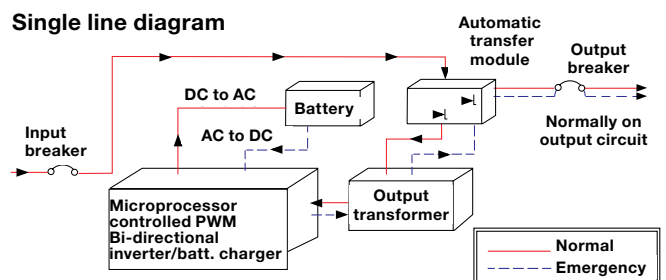 Single line diagram
Automatic
transfer
module
Output
breaker
DC to AC
Battery
Normally on
output circuit
Input
breaker
AC to DC
Microprocessor
controlled PWM
Bi-directional
inverter/batt. charger
Output
transformer
Normal
Emergency